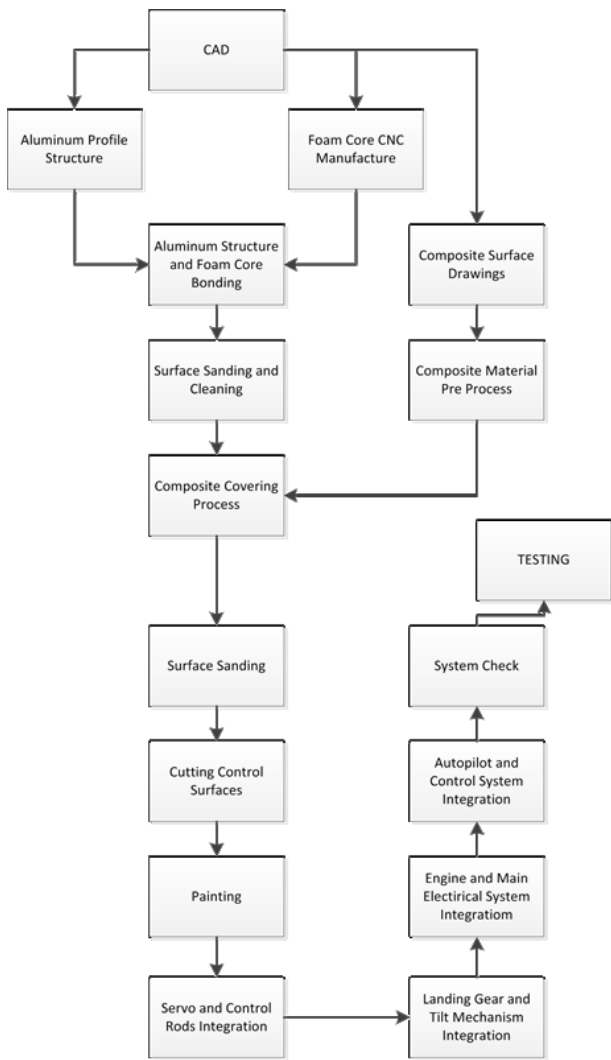 CAD
Aluminum Profile
Structure
Foam Core CNC
Manufacture
Aluminum Structure
and Foam Core
Bonding
Composite Surface
Drawings
Surface Sanding and
Cleaning
Composite Material
Pre Process
Composite Covering
Process
TESTING
Surface Sanding
System Check
Cutting Control
Surfaces
Autopilot and
Control System
Integration
Painting
Engine and Main
Electirical System
Integratiom
Servo and Control
Rods Integration
Landing Gear and
Tilt Mechanism
Integration